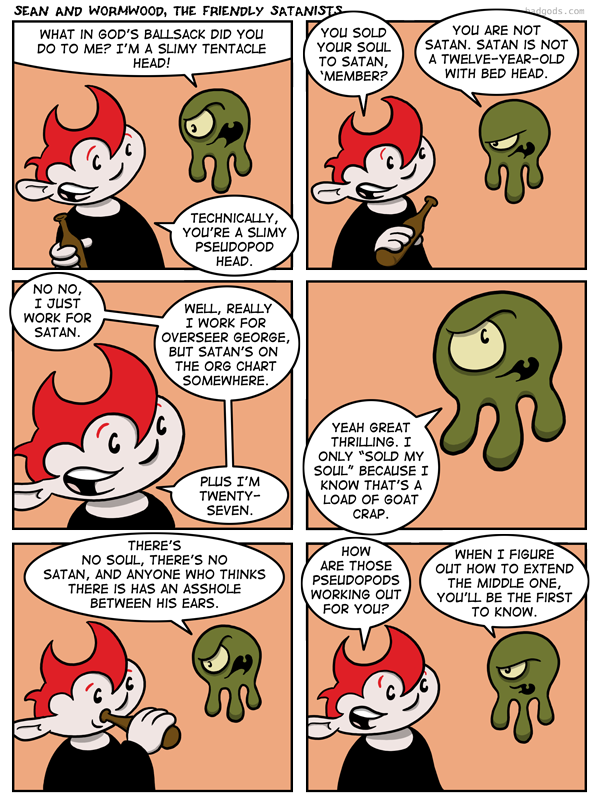 SEAN AND WORMWOOD, THE FRIENDLY SATANISTS
badgods.com
WHAT IN GOD'S BALLSACK DID YOU
DO TO ME? I'M A SLIMY TENTACLE
HEAD!
TECHNICALLY,
YOU'RE A SLIMY
PSEUDOPOD
HEAD.
YOU SOLD
YOUR SOUL
TO SATAN,
'MEMBER?
YOU ARE NOT
SATAN. SATAN IS NOT
A TWELVE-YEAR-OLD
WITH BED HEAD.
NO NO,
I JUST
WORK FOR
SATAN.
WELL, REALLY
I WORK FOR
OVERSEER GEORGE,
BUT SATAN'S ON
THE ORG CHART
SOMEWHERE.
PLUS I'M
TWENTY-
SEVEN.
YEAH GREAT
THRILLING. I
ONLY "SOLD MY
SOUL" BECAUSE I
KNOW THAT'S A
LOAD OF GOAT
CRAP.
THERE'S
NO SOUL, THERE'S NO
SATAN, AND ANYONE WHO THINKS
THERE IS HAS AN ASSHOLE
BETWEEN HIS EARS.
HOW
ARE THOSE
PSEUDOPODS
WORKING OUT
FOR YOU?
WHEN I FIGURE
OUT HOW TO EXTEND
THE MIDDLE ONE,
YOU'LL BE THE FIRST
TO KNOW.